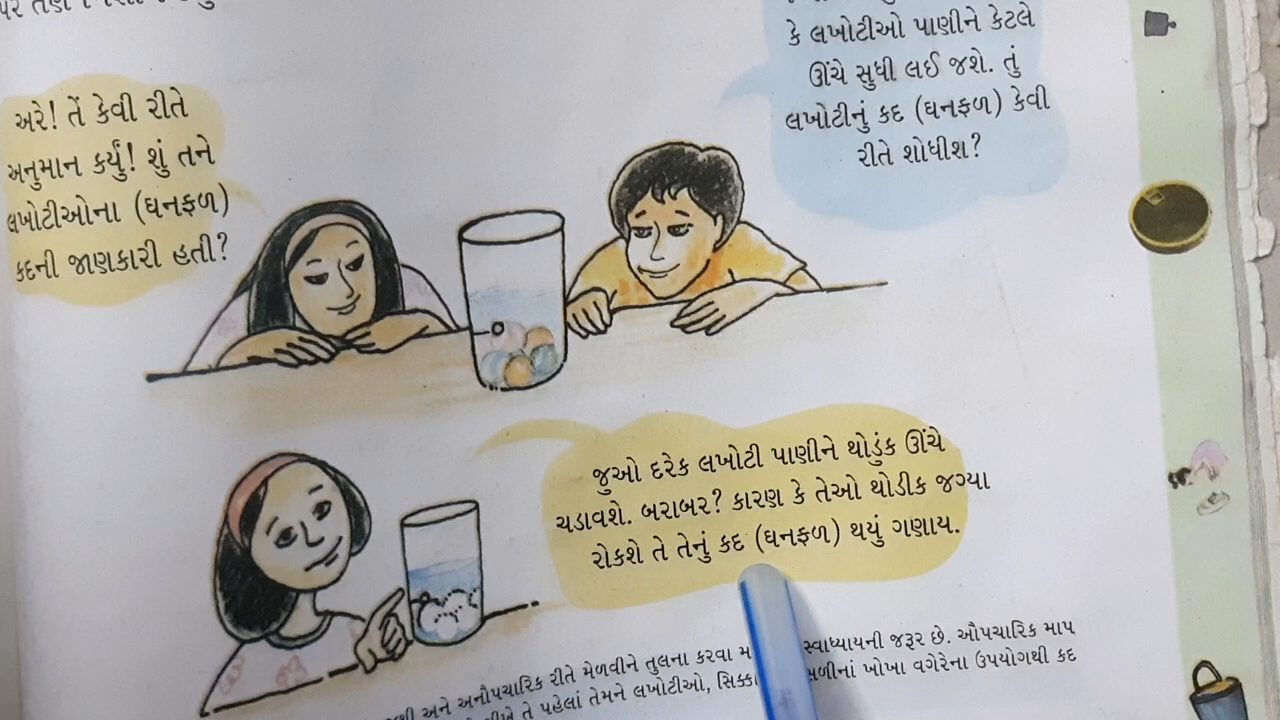 કે લખોટીઓ પાણીને કેટલે
ઊંચે સુધી લઈ જશે. તું
લખોટીનું કદ (ઘનફળ) કેવી
રીતે શોધીશ?
અરે! તેં કેવી રીતે
અનુમાન કર્યું! શું તને
લખોટીઓના (ઘનફળ)
કદની જાણકારી હતી?
જુઓ દરેક લખોટી પાણીને થોડુંક ઊંચે
ચડાવશે. બરાબર? કારણ કે તેઓ થોડીક જગ્યા
રોકશે તે તેનું કદ (ઘનફળ) થયું ગણાય.
અને અનૌપચારિક રીતે મેળવીને તુલના કરવા સ્વાધ્યાયની જરૂર છે. ઔપચારિક માપ
તે પહેલાં તેમને લખોટીઓ, ખોખા વગેરેના ઉપયોગથી કદ